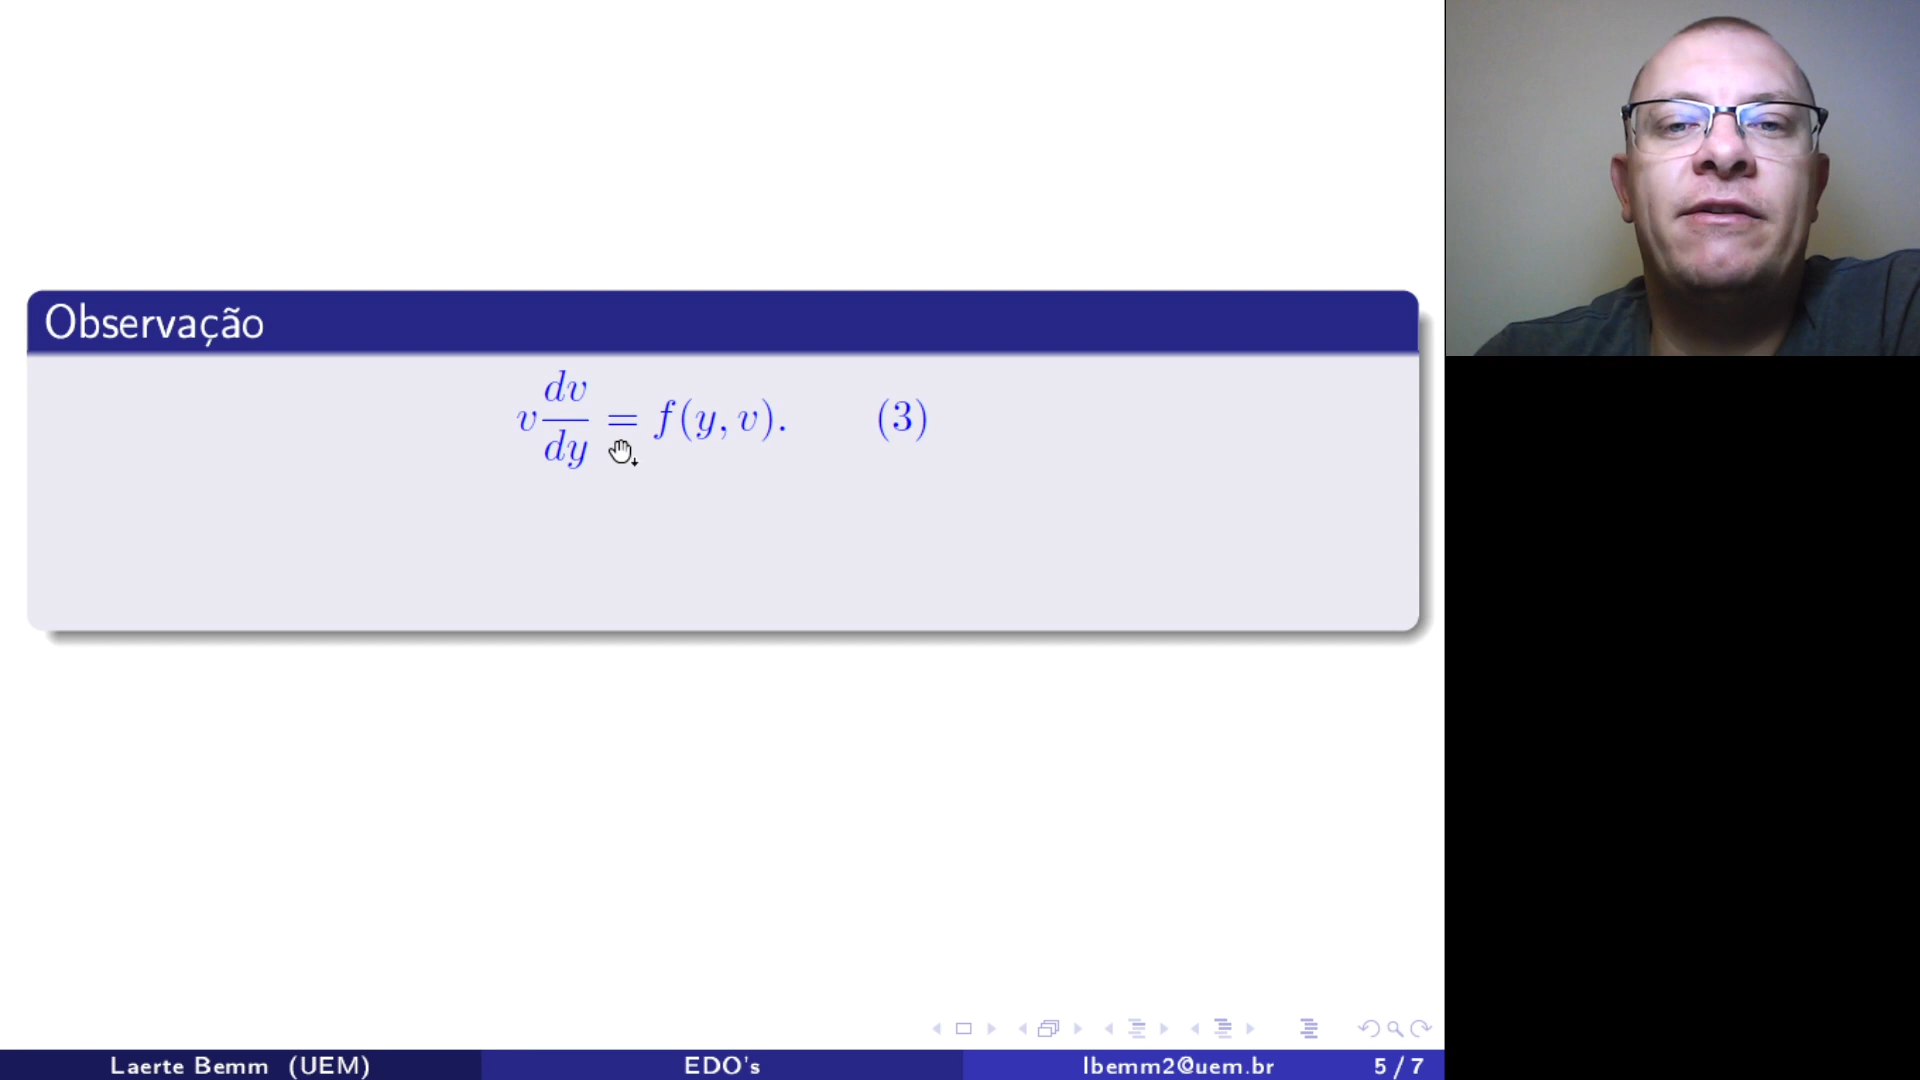 Observação
v dv/dy = f(y, v). (3)
Laerte Bemm (UEM) EDO's lbemm2@uem.br 5 / 7